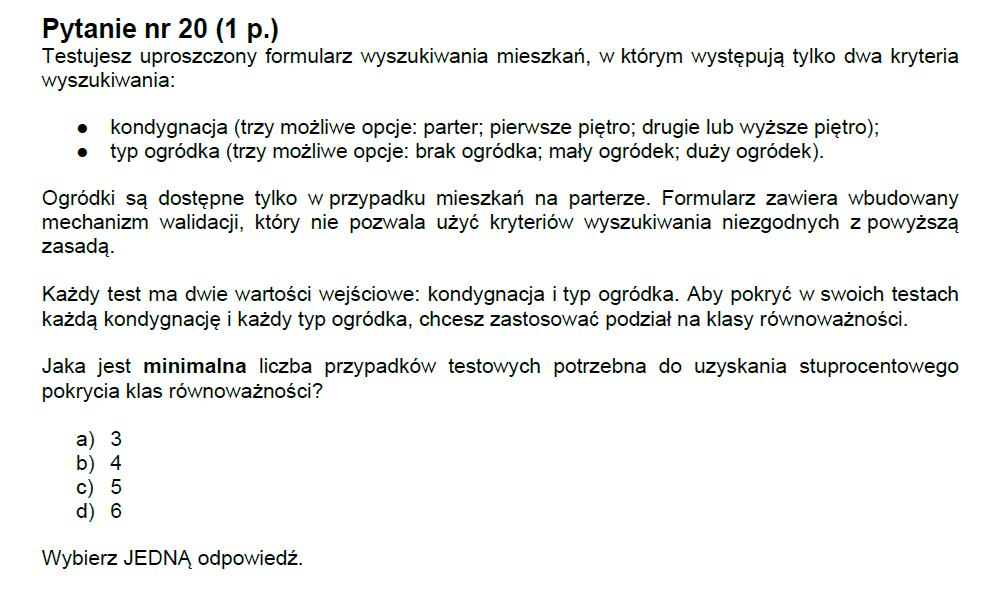 Pytanie nr 20 (1 p.)
Testujesz uproszczony formularz wyszukiwania mieszkań, w którym występują tylko dwa kryteria
wyszukiwania:
● kondygnacja (trzy możliwe opcje: parter; pierwsze piętro; drugie lub wyższe piętro);
● typ ogródka (trzy możliwe opcje: brak ogródka; mały ogródek; duży ogródek).
Ogródki są dostępne tylko w przypadku mieszkań na parterze. Formularz zawiera wbudowany
mechanizm walidacji, który nie pozwala użyć kryteriów wyszukiwania niezgodnych z powyższą
zasadą.
Każdy test ma dwie wartości wejściowe: kondygnacja i typ ogródka. Aby pokryć w swoich testach
każdą kondygnację i każdy typ ogródka, chcesz zastosować podział na klasy równoważności.
Jaka jest minimalna liczba przypadków testowych potrzebna do uzyskania stuprocentowego
pokrycia klas równoważności?
a) 3
b) 4
c) 5
d) 6
Wybierz JEDNĄ odpowiedź.